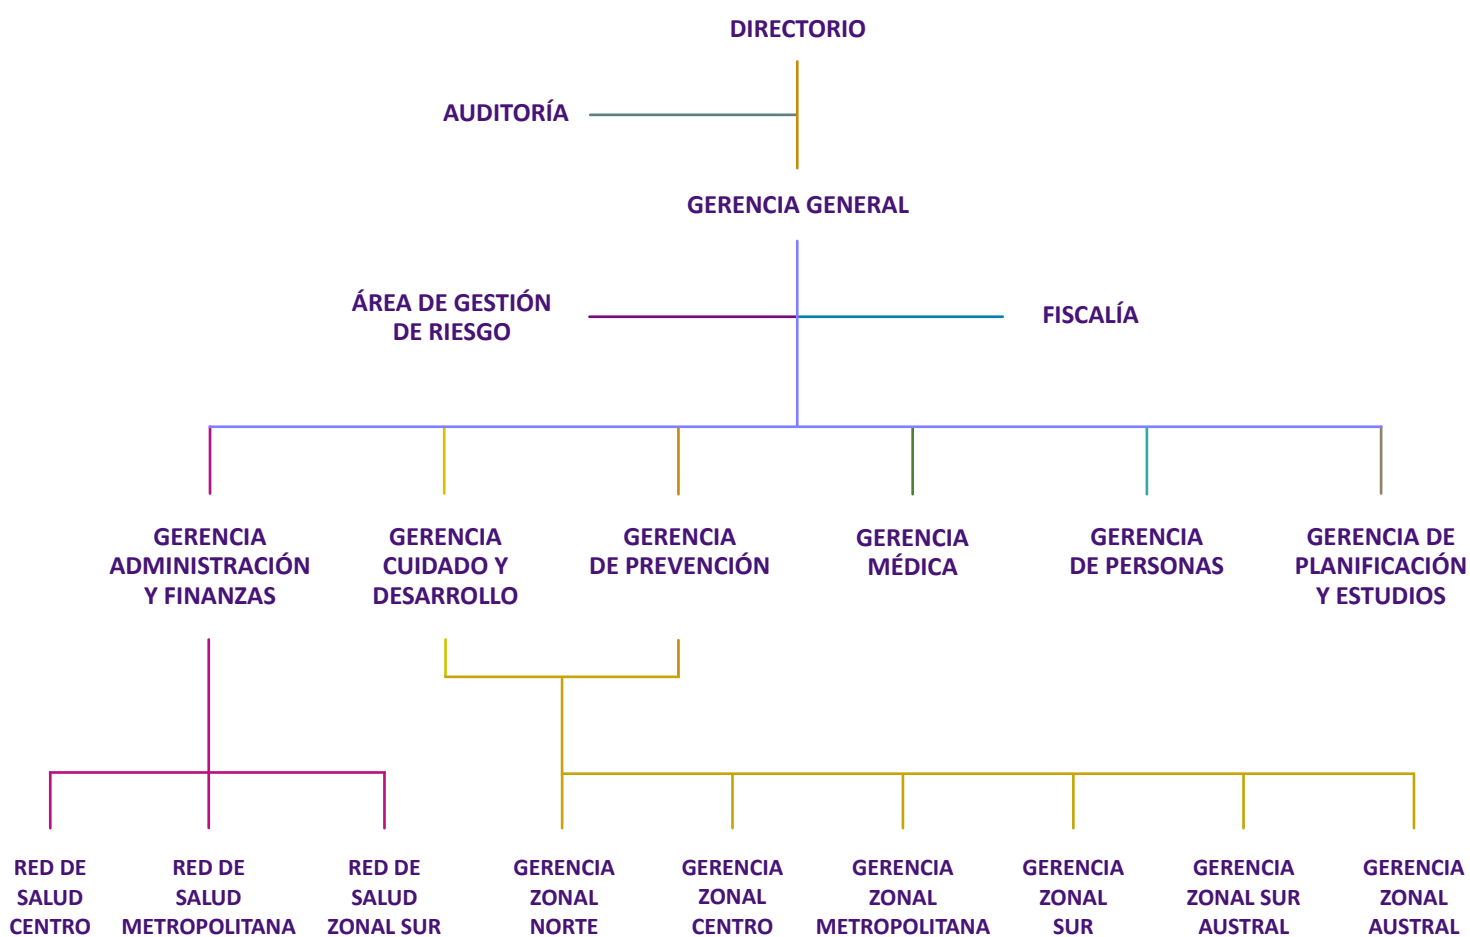 DIRECTORIO
AUDITORÍA
GERENCIA GENERAL
ÁREA DE GESTIÓN
DE RIESGO
FISCALÍA
GERENCIA
ADMINISTRACIÓN
Y FINANZAS
GERENCIA
CUIDADO Y
DESARROLLO
GERENCIA
DE PREVENCIÓN
GERENCIA
MÉDICA
GERENCIA
DE PERSONAS
GERENCIA DE
PLANIFICACIÓN
Y ESTUDIOS
RED DE
SALUD
CENTRO
RED DE
SALUD
METROPOLITANA
RED DE
SALUD
ZONAL SUR
GERENCIA
ZONAL
NORTE
GERENCIA
ZONAL
CENTRO
GERENCIA
ZONAL
METROPOLITANA
GERENCIA
ZONAL
SUR
GERENCIA
ZONAL SUR
AUSTRAL
GERENCIA
ZONAL
AUSTRAL